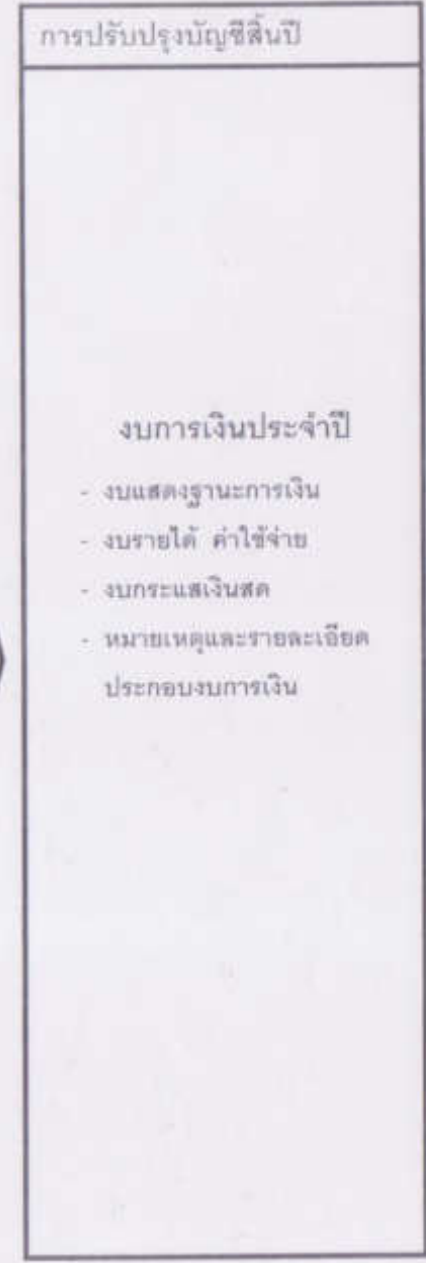 การปรับปรุงบัญชีสิ้นปี
งบการเงินประจำปี
- งบแสดงฐานะการเงิน
- งบรายได้ ค่าใช้จ่าย
- งบกระแสเงินสด
- หมายเหตุและรายละเอียด
ประกอบงบการเงิน